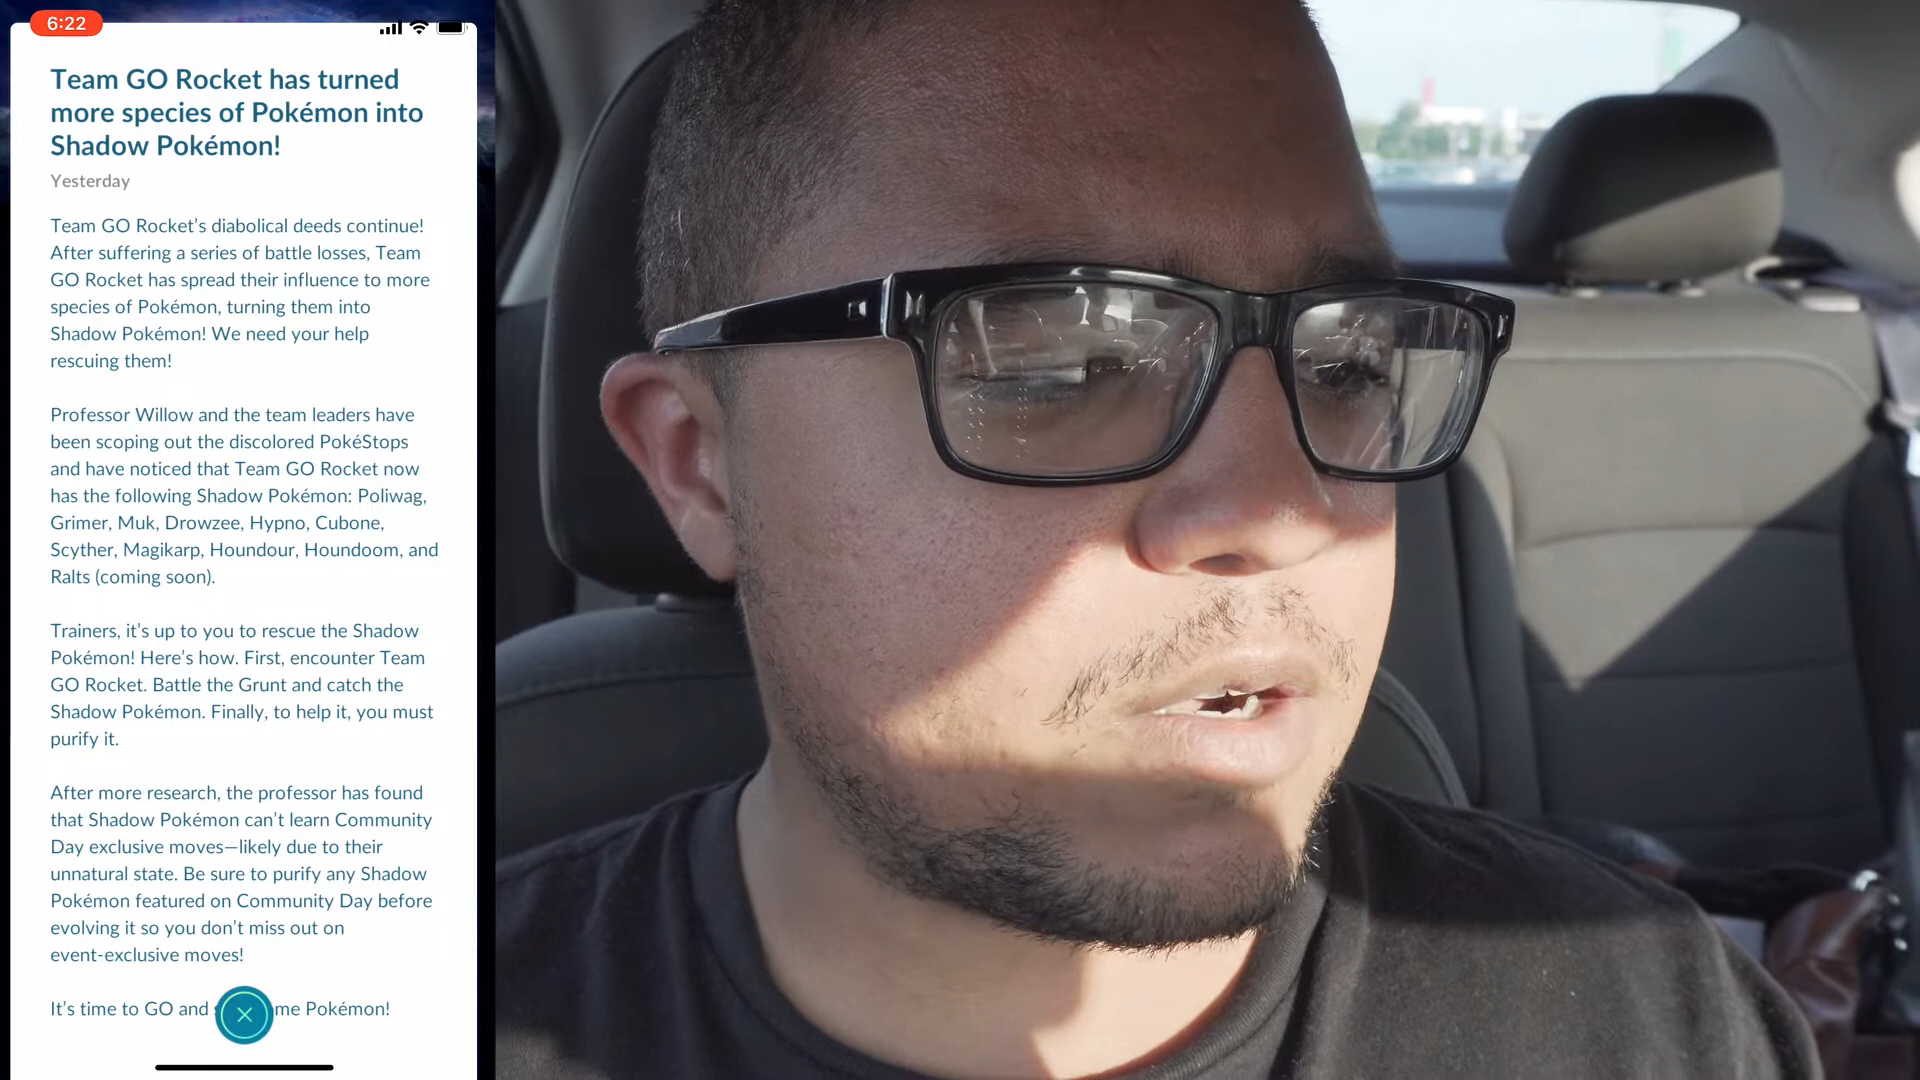 6:22
Team GO Rocket has turned
more species of Pokémon into
Shadow Pokémon!
Yesterday
Team GO Rocket's diabolical deeds continue!
After suffering a series of battle losses, Team
GO Rocket has spread their influence to more
species of Pokémon, turning them into
Shadow Pokémon! We need your help
rescuing them!
Professor Willow and the team leaders have
been scoping out the discolored PokéStops
and have noticed that Team GO Rocket now
has the following Shadow Pokémon: Poliwag,
Grimer, Muk, Drowzee, Hypno, Cubone,
Scyther, Magikarp, Houndour, Houndoom, and
Ralts (coming soon).
Trainers, it's up to you to rescue the Shadow
Pokémon! Here's how. First, encounter Team
GO Rocket. Battle the Grunt and catch the
Shadow Pokémon. Finally, to help it, you must
purify it.
After more research, the professor has found
that Shadow Pokémon can't learn Community
Day exclusive moves—likely due to their
unnatural state. Be sure to purify any Shadow
Pokémon featured on Community Day before
evolving it so you don't miss out on
event-exclusive moves!
It's time to GO and me Pokémon!